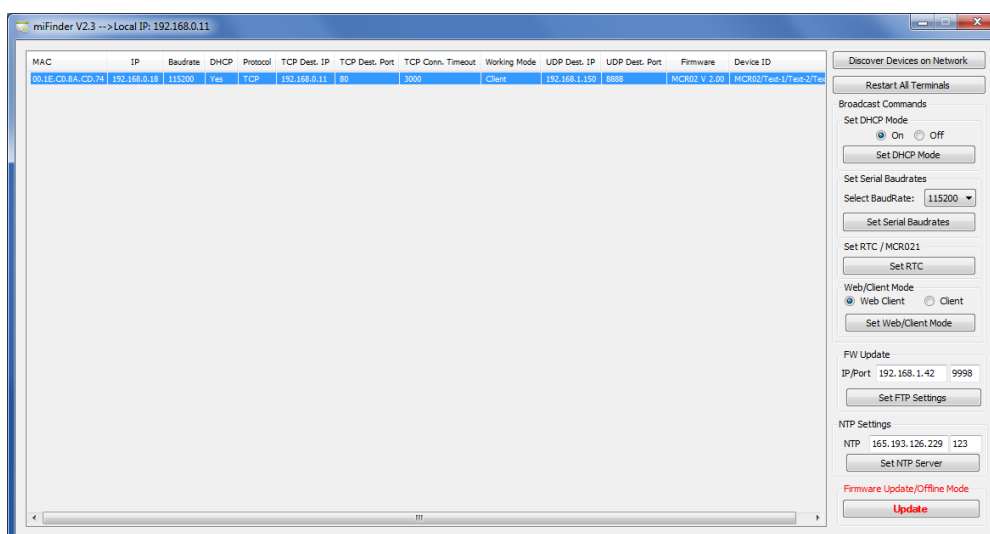 miFinder V2.3 -->Local IP: 192.168.0.11
MAC IP Baudrate DHCP Protocol TCP Dest. IP TCP Dest. Port TCP Conn. Timeout Working Mode UDP Dest. IP UDP Dest. Port Firmware Device ID
00.1E.C0.8A.CD.74 192.168.0.18 115200 Yes TCP 192.168.0.11 80 3000 Client 192.168.1.150 8888 MCR02 V 2.00 MCR02/Text-1/Text-2/Tex
Discover Devices on Network
Restart All Terminals
Broadcast Commands
Set DHCP Mode
On Off
Set DHCP Mode
Set Serial Baudrates
Select BaudRate: 115200
Set Serial Baudrates
Set RTC / MCR021
Set RTC
Web/Client Mode
Web Client Client
Set Web/Client Mode
FW Update
IP/Port 192.168.1.42 9998
Set FTP Settings
NTP Settings
NTP 165.193.126.229 123
Set NTP Server
Firmware Update/Offline Mode
Update